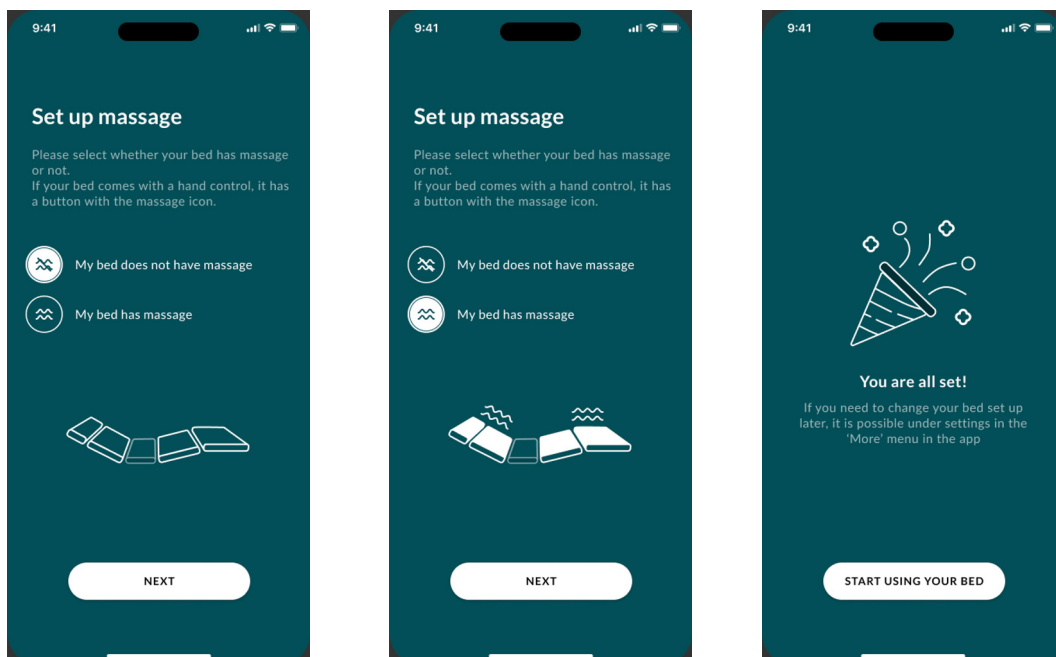 9:41
Set up massage
Please select whether your bed has massage
or not.
If your bed comes with a hand control, it has
a button with the massage icon.
My bed does not have massage
My bed has massage
NEXT
9:41
Set up massage
Please select whether your bed has massage
or not.
If your bed comes with a hand control, it has
a button with the massage icon.
My bed does not have massage
My bed has massage
NEXT
9:41
You are all set!
If you need to change your bed set up
later, it is possible under settings in the
'More' menu in the app
START USING YOUR BED